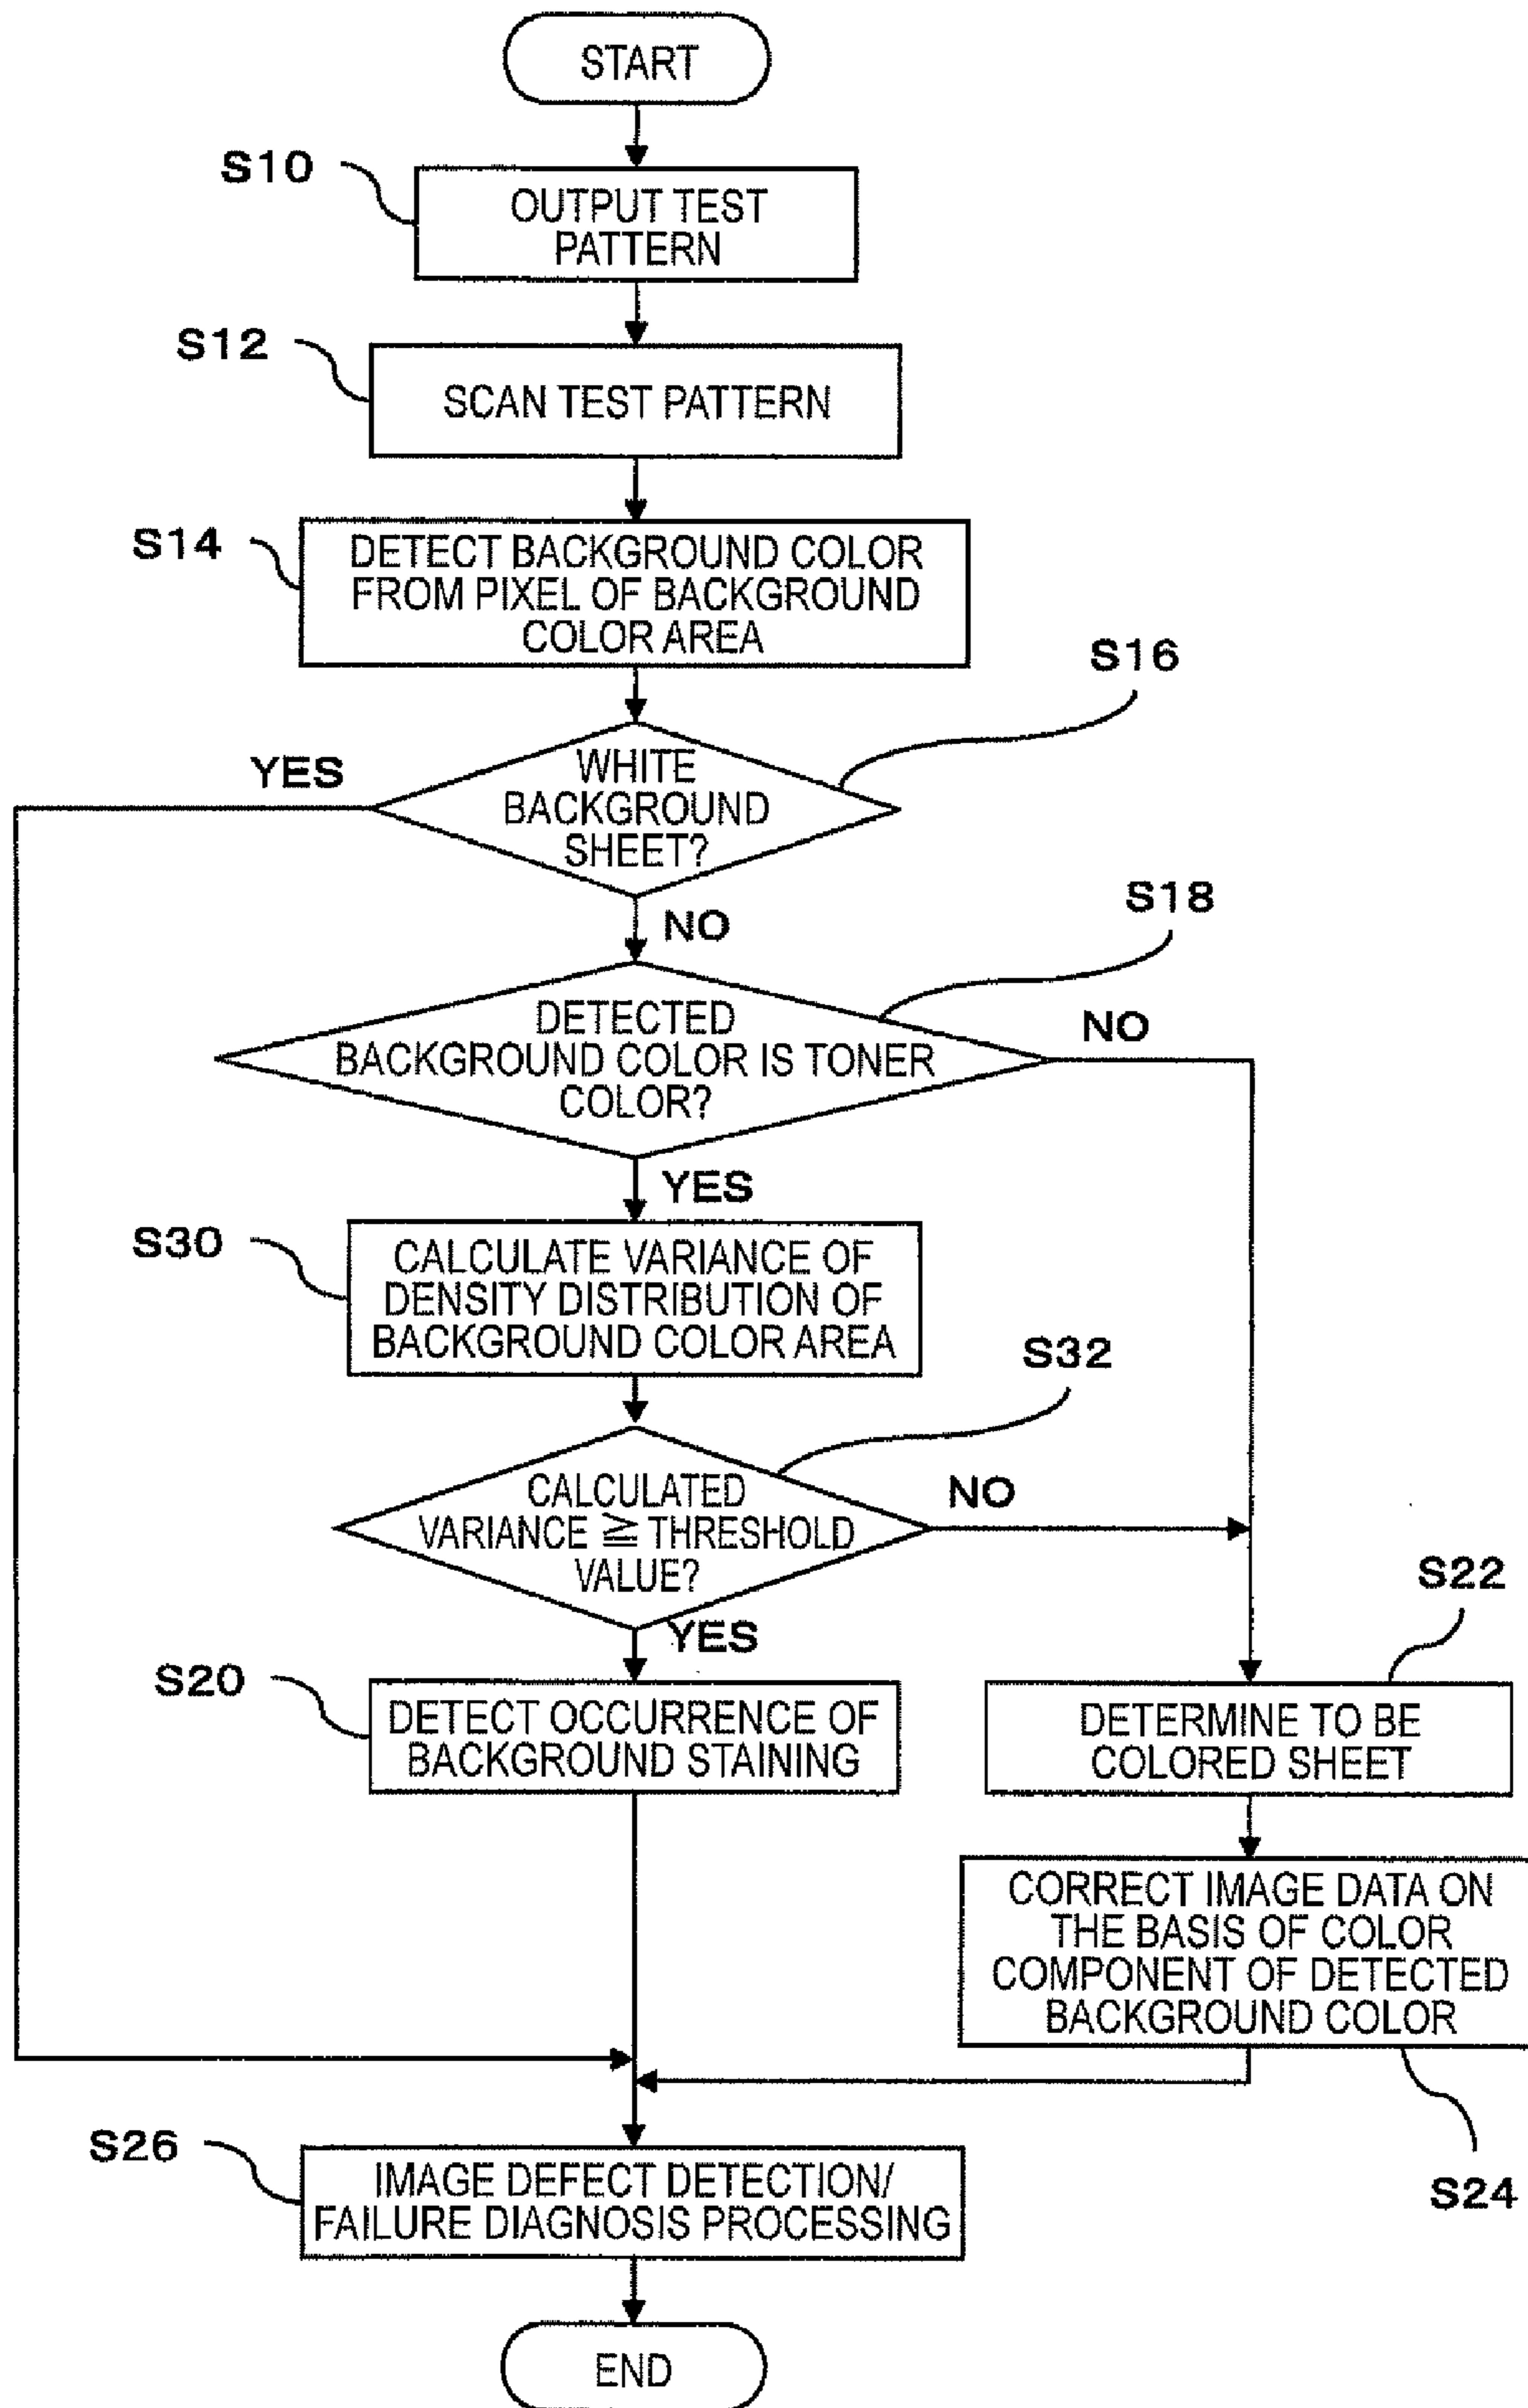 START
S10
OUTPUT TEST
PATTERN
S12
SCAN TEST PATTERN
S14
DETECT BACKGROUND COLOR
FROM PIXEL OF BACKGROUND
COLOR AREA
S16
YES
WHITE
BACKGROUND
SHEET?
NO
S18
DETECTED
BACKGROUND COLOR IS TONER
COLOR?
NO
YES
S30
CALCULATE VARIANCE OF
DENSITY DISTRIBUTION OF
BACKGROUND COLOR AREA
S32
CALCULATED
VARIANCE ≧ THRESHOLD
VALUE?
NO
YES
S20
DETECT OCCURRENCE OF
BACKGROUND STAINING
S22
DETERMINE TO BE
COLORED SHEET
CORRECT IMAGE DATA ON
THE BASIS OF COLOR
COMPONENT OF DETECTED
BACKGROUND COLOR
S24
S26
IMAGE DEFECT DETECTION/
FAILURE DIAGNOSIS PROCESSING
END